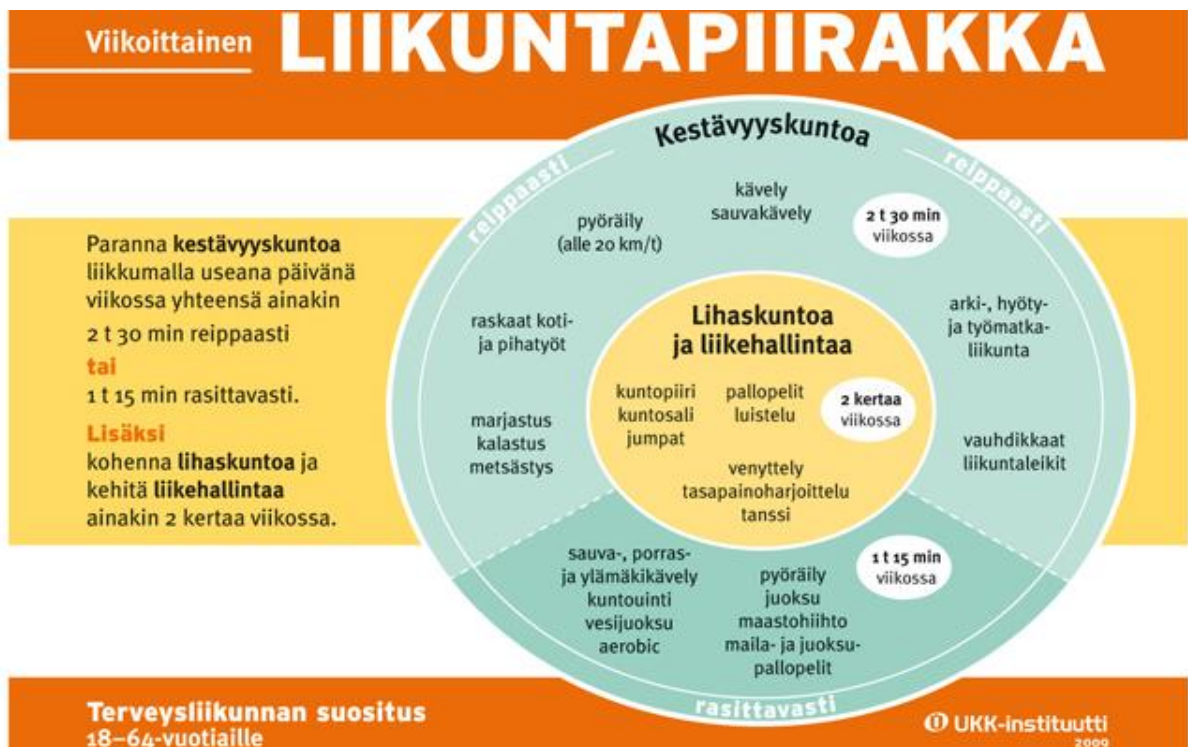 Viikoittainen LIIKUNTAPIIRAKKA
Paranna kestävyyskuntoa
liikkumalla useana päivänä
viikossa yhteensä ainakin
2 t 30 min reippaasti
tai
1 t 15 min rasittavasti.
Lisäksi
kohenna lihaskuntoa ja
kehitä liikehallintaa
ainakin 2 kertaa viikossa.
Kestävyyskuntoa
reippaasti
reippaasti
kävely
sauvakävely
2 t 30 min
viikossa
pyöräily
(alle 20 km/t)
raskaat koti-
ja pihatyöt
arki-, hyöty-
ja työmatka-
liikunta
marjastus
kalastus
metsästys
vauhdikkaat
liikuntaleikit
Lihaskuntoa
ja liikehallintaa
kuntopiiri
kuntosali
jumpat
pallopelit
luistelu
2 kertaa
viikossa
venyttely
tasapainoharjoittelu
tanssi
sauva-, porras-
ja ylämäkikävely
kuntouinti
vesijuoksu
aerobic
pyöräily
juoksu
maastohiihto
maila- ja juoksu-
pallopelit
1 t 15 min
viikossa
rasittavasti
Terveysliikunnan suositus
18–64-vuotiaille
UKK-instituutti
2009